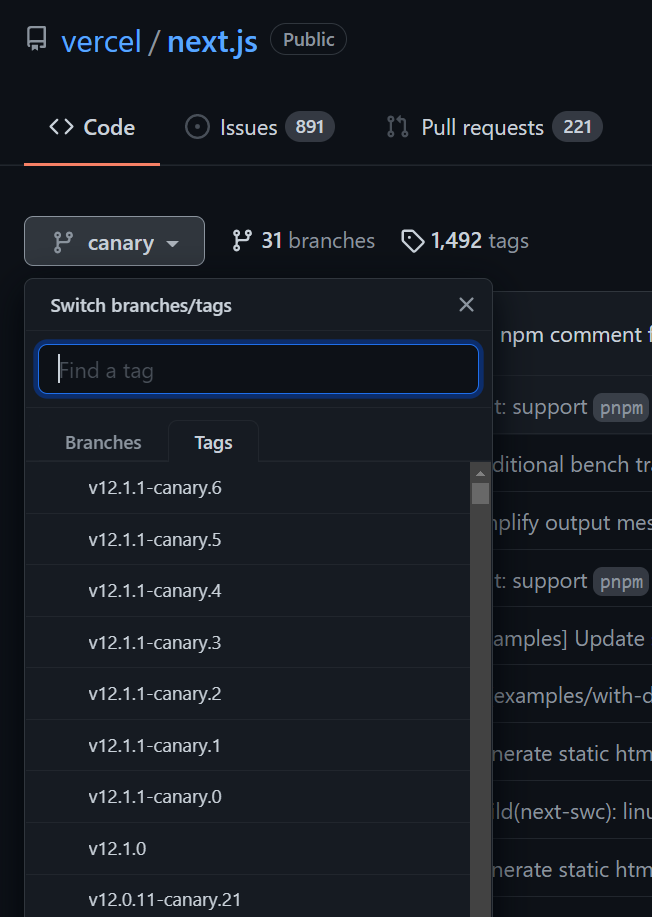 vercel / next.js Public
Code Issues 891 Pull requests 221
canary 31 branches 1,492 tags
Switch branches/tags
npm comment f
Find a tag
t: support pnpm
Branches Tags
ditional bench tra
v12.1.1-canary.6
v12.1.1-canary.5
nplify output mes
v12.1.1-canary.4
t: support pnpm
v12.1.1-canary.3
amples] Update
v12.1.1-canary.2
examples/with-d
v12.1.1-canary.1
nerate static htm
v12.1.1-canary.0
ild(next-swc): linu
v12.1.0
nerate static htm
v12.0.11-canary.21